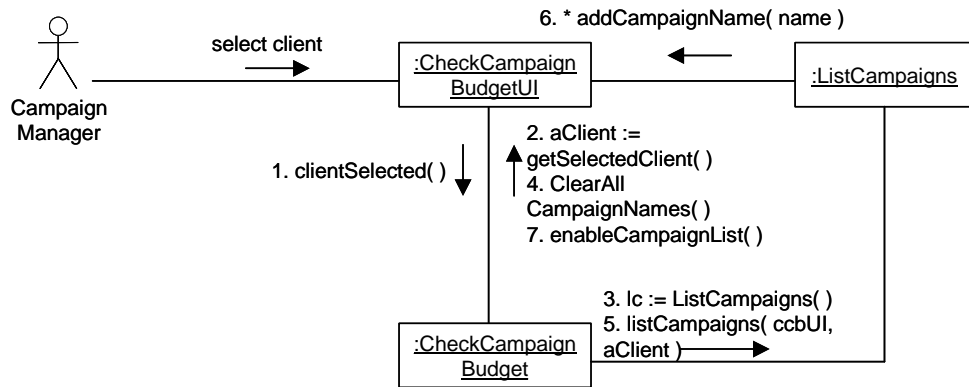 6. * addCampaignName( name )
select client
:CheckCampaign
BudgetUI
:ListCampaigns
Campaign
Manager
1. clientSelected( )
2. aClient :=
getSelectedClient( )
4. ClearAll
CampaignNames( )
7. enableCampaignList( )
3. lc := ListCampaigns( )
5. listCampaigns( ccbUI,
aClient )
:CheckCampaign
Budget